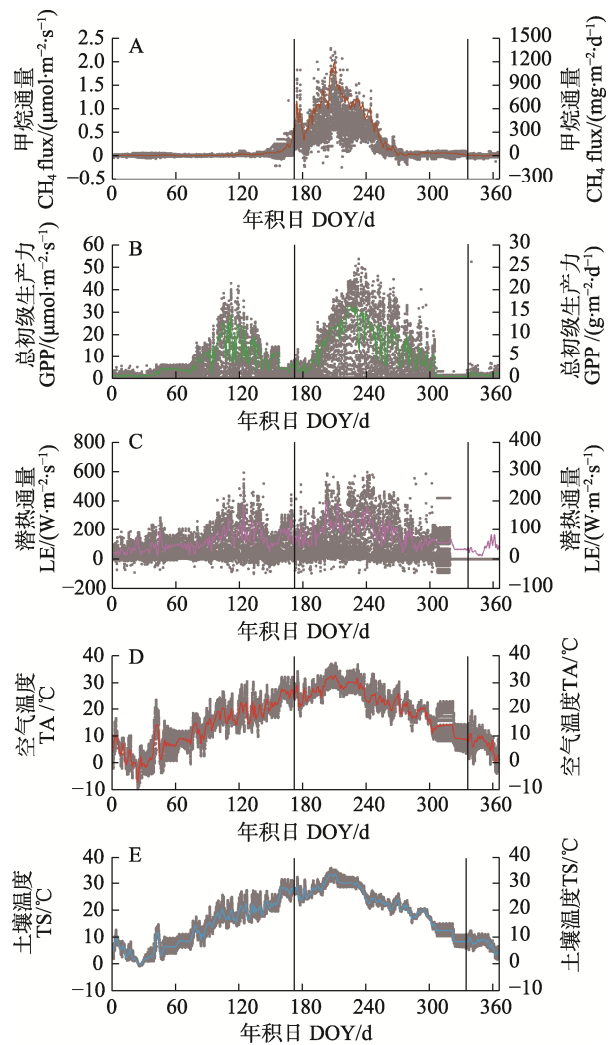 A
甲烷通量
CH₄ flux/(μmol·m⁻²·s⁻¹)
2.5
2.0
1.5
1.0
0.5
0
−0.5
1500
1200
900
600
300
0
−300
甲烷通量
CH₄ flux/(mg·m⁻²·d⁻¹)
0 60 120 180 240 300 360
年积日 DOY/d
B
总初级生产力
GPP/(μmol·m⁻²·s⁻¹)
60
50
40
30
20
10
0
30
25
20
15
10
5
0
总初级生产力
GPP /(g·m⁻²·d⁻¹)
0 60 120 180 240 300 360
年积日 DOY/d
C
潜热通量
LE/(W·m⁻²·s⁻¹)
800
600
400
200
0
−200
400
300
200
100
0
−100
潜热通量
LE/(W·m⁻²·s⁻¹)
0 60 120 180 240 300 360
年积日 DOY/d
D
空气温度
TA /℃
40
30
20
10
0
−10
40
30
20
10
0
−10
空气温度TA/℃
0 60 120 180 240 300 360
年积日 DOY/d
E
土壤温度
TS/℃
40
30
20
10
0
−10
40
30
20
10
0
−10
土壤温度TS/℃
0 60 120 180 240 300 360
年积日 DOY/d